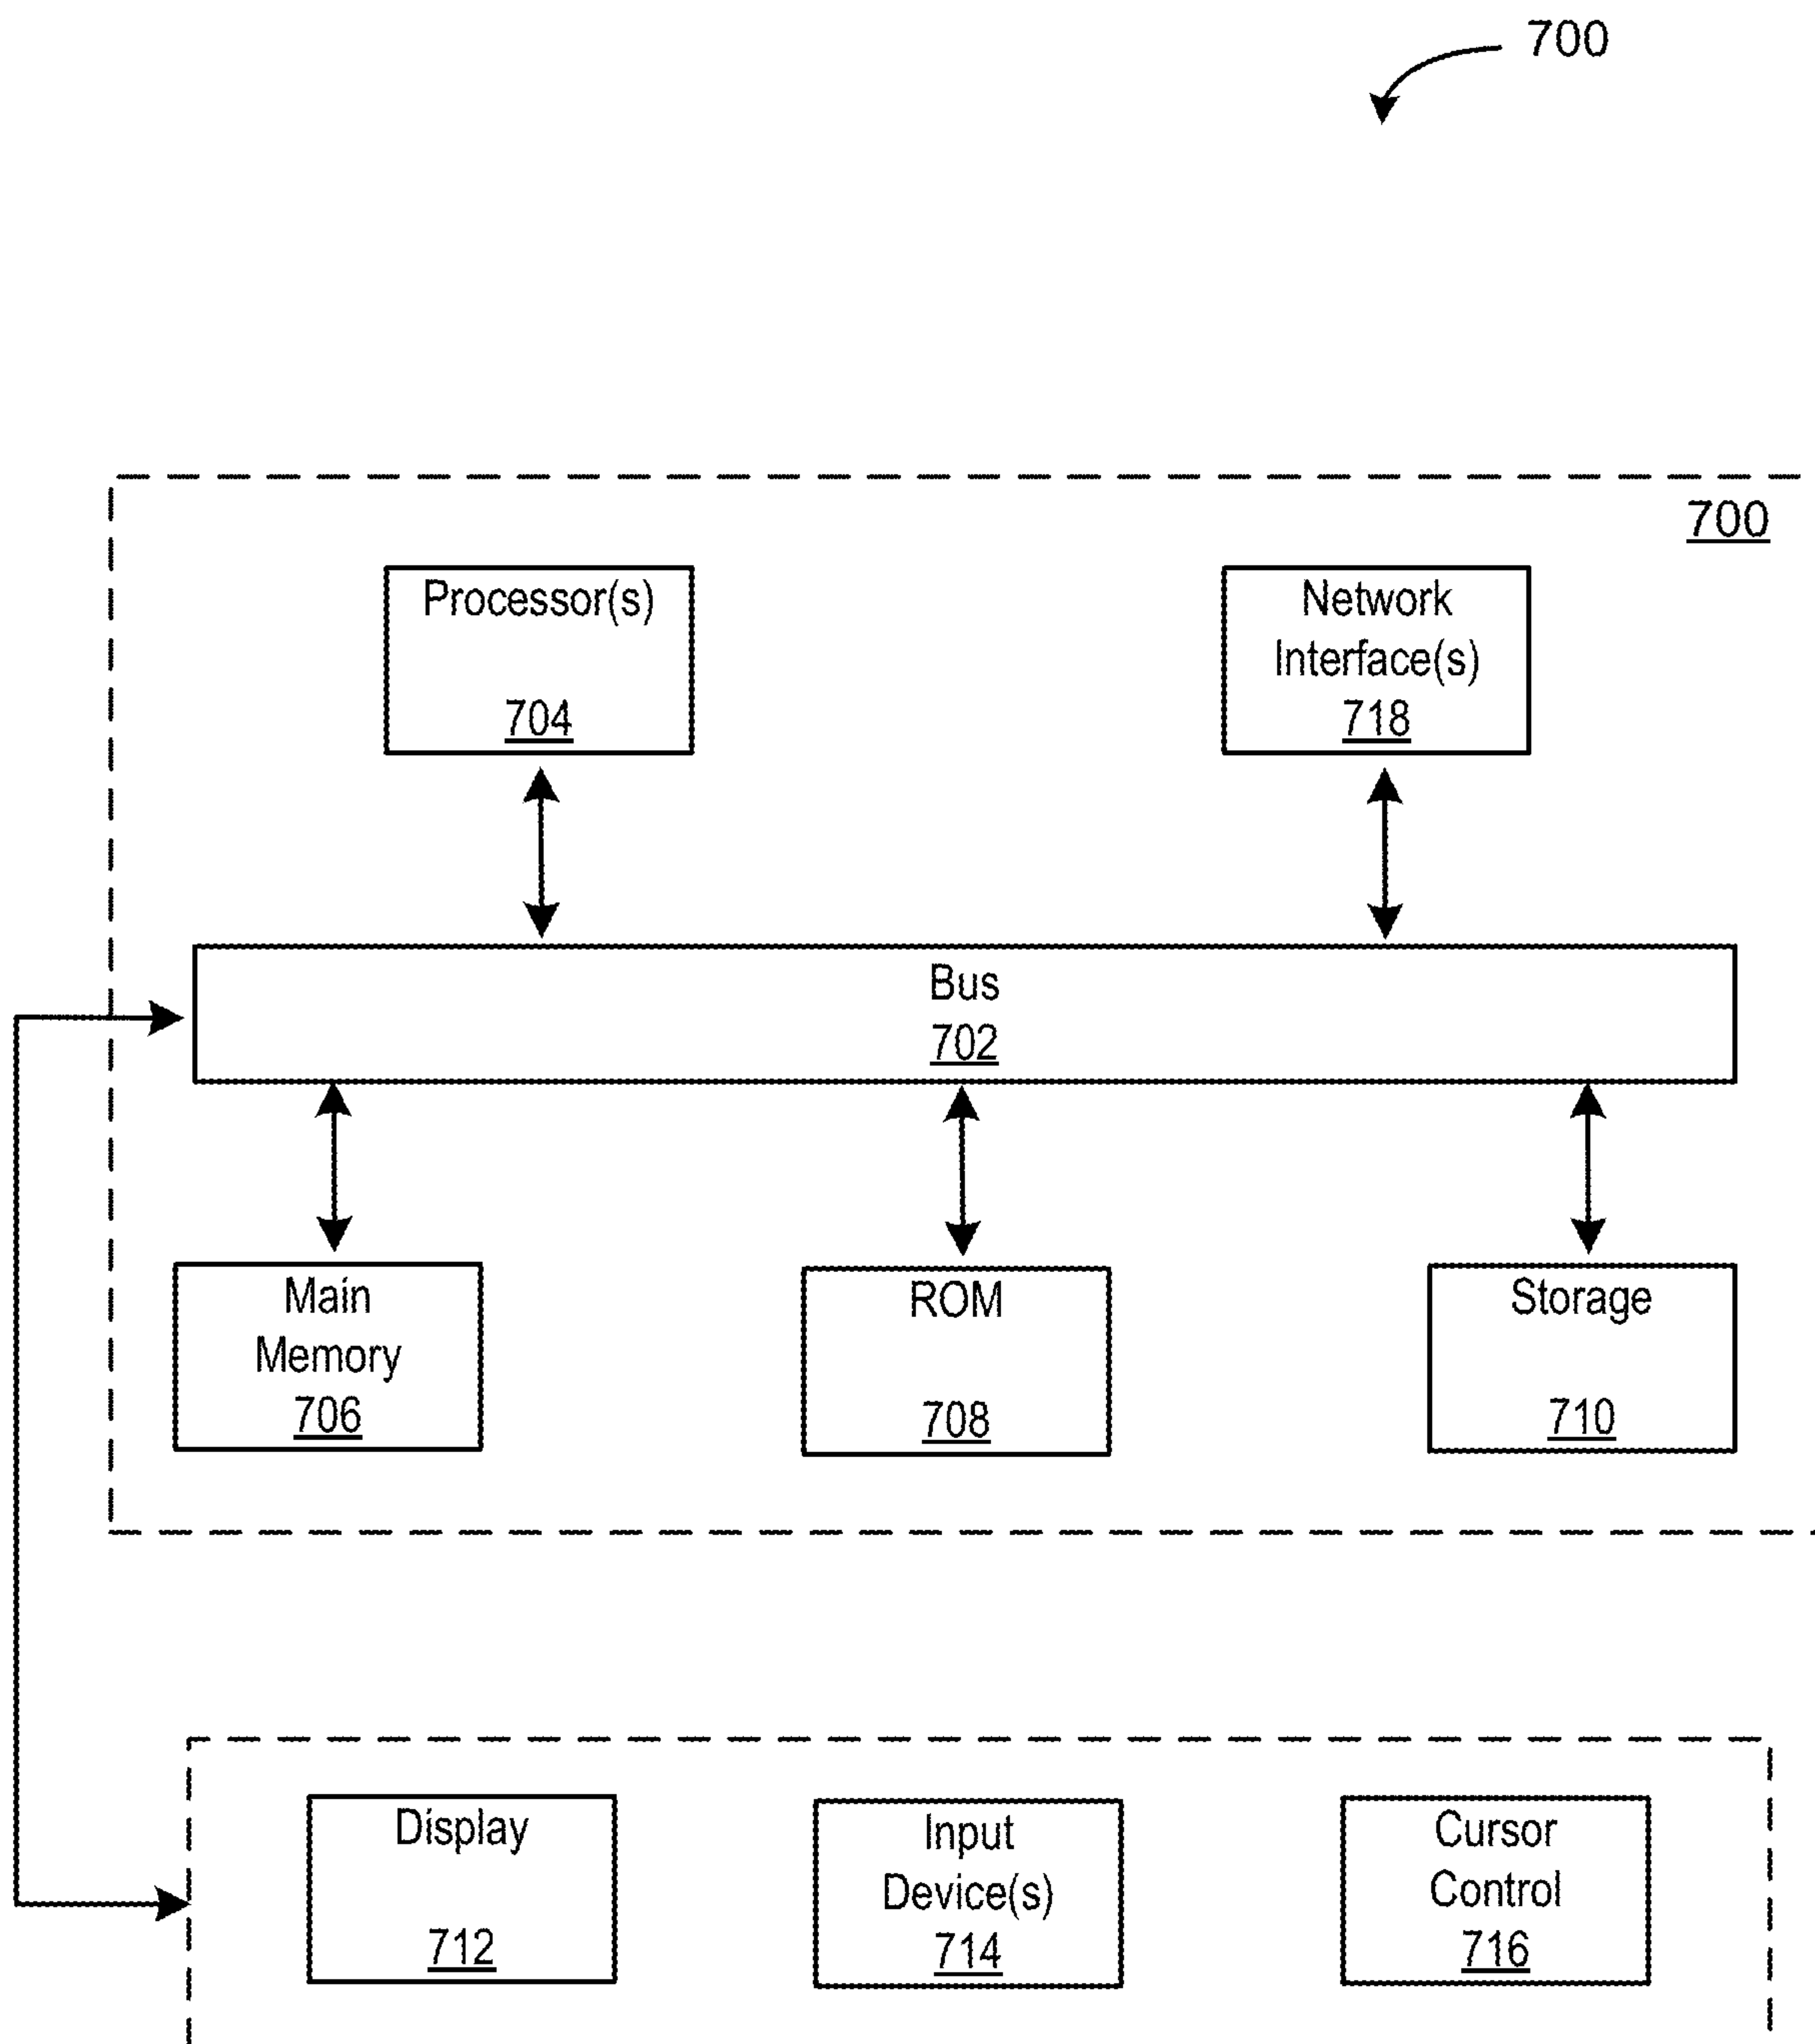 700
700
Processor(s)
704
Network
Interface(s)
718
Bus
702
Main
Memory
706
ROM
708
Storage
710
Display
712
Input
Device(s)
714
Cursor
Control
716